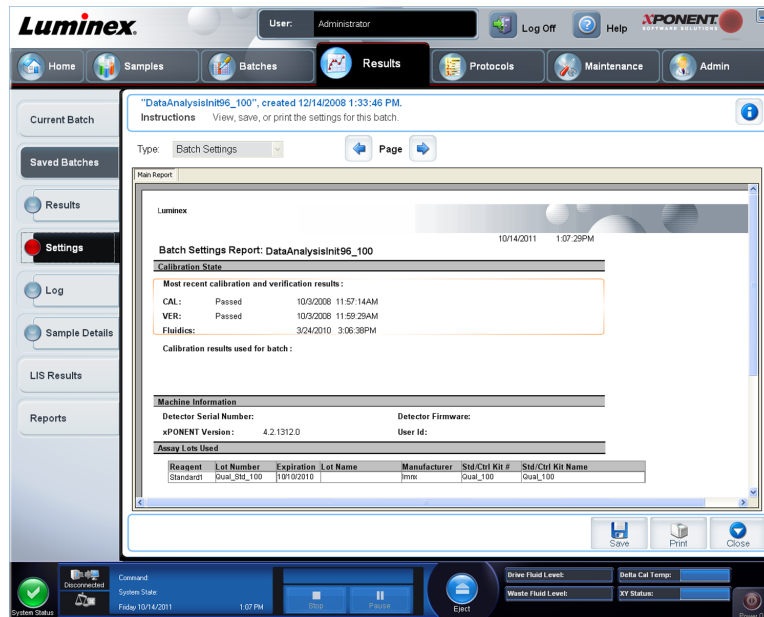 Luminex.
User: Administrator
Log Off
Help
XPONENT.
SOFTWARE SOLUTIONS
Home
Samples
Batches
Results
Protocols
Maintenance
Admin
Current Batch
Saved Batches
Results
Settings
Log
Sample Details
LIS Results
Reports
"DataAnalysisInit96_100", created 12/14/2008 1:33:46 PM.
Instructions View, save, or print the settings for this batch.
Type: Batch Settings
Page
Main Report
Luminex
10/14/2011 1:07:29PM
Batch Settings Report: DataAnalysisInit96_100
Calibration State
Most recent calibration and verification results :
CAL: Passed 10/3/2008 11:57:14AM
VER: Passed 10/3/2008 11:59:29AM
Fluidics: 3/24/2010 3:06:38PM
Calibration results used for batch :
Machine Information
Detector Serial Number: Detector Firmware:
xPONENT Version : 4.2.1312.0 User Id:
Assay Lots Used
Reagent Lot Number Expiration Lot Name Manufacturer Std/Ctrl Kit # Std/Ctrl Kit Name
Standard1 Qual_Std_100 10/10/2010 lmnx Qual_100 Qual_100
Save
Print
Close
System Status
Disconnected
Command:
System State:
Friday 10/14/2011 1:07 PM
Stop
Pause
Eject
Drive Fluid Level:
Waste Fluid Level:
Delta Cal Temp:
XY Status:
Power O